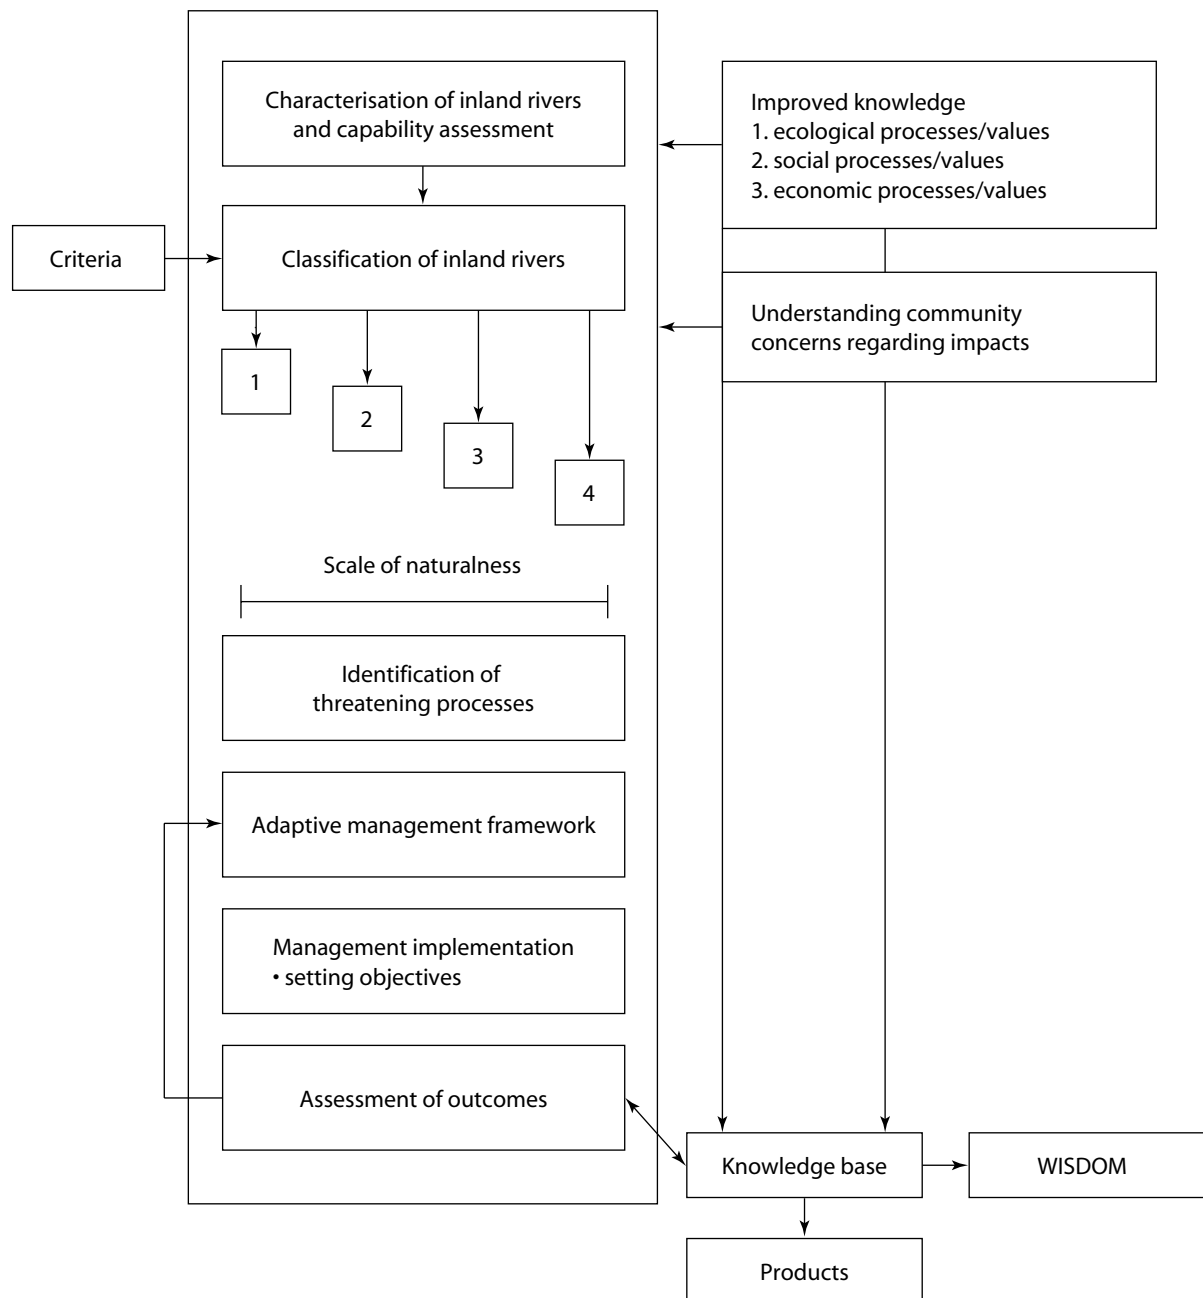 Characterisation of inland rivers
and capability assessment
Improved knowledge
1. ecological processes/values
2. social processes/values
3. economic processes/values
Criteria
Classification of inland rivers
Understanding community
concerns regarding impacts
1
2
3
4
Scale of naturalness
Identification of
threatening processes
Adaptive management framework
Management implementation
• setting objectives
Assessment of outcomes
Knowledge base
WISDOM
Products